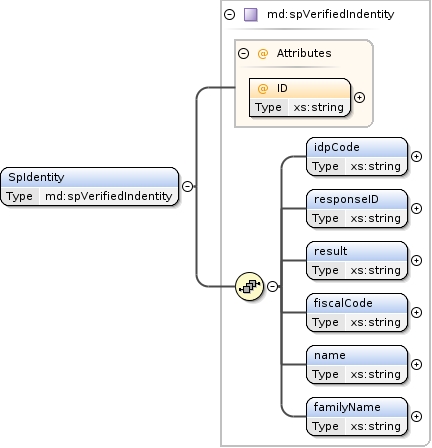 md:spVerifiedIndentity
@ Attributes
@ ID
Type xs:string
SpIdentity
Type md:spVerifiedIndentity
idpCode
Type xs:string
responseID
Type xs:string
result
Type xs:string
fiscalCode
Type xs:string
name
Type xs:string
familyName
Type xs:string